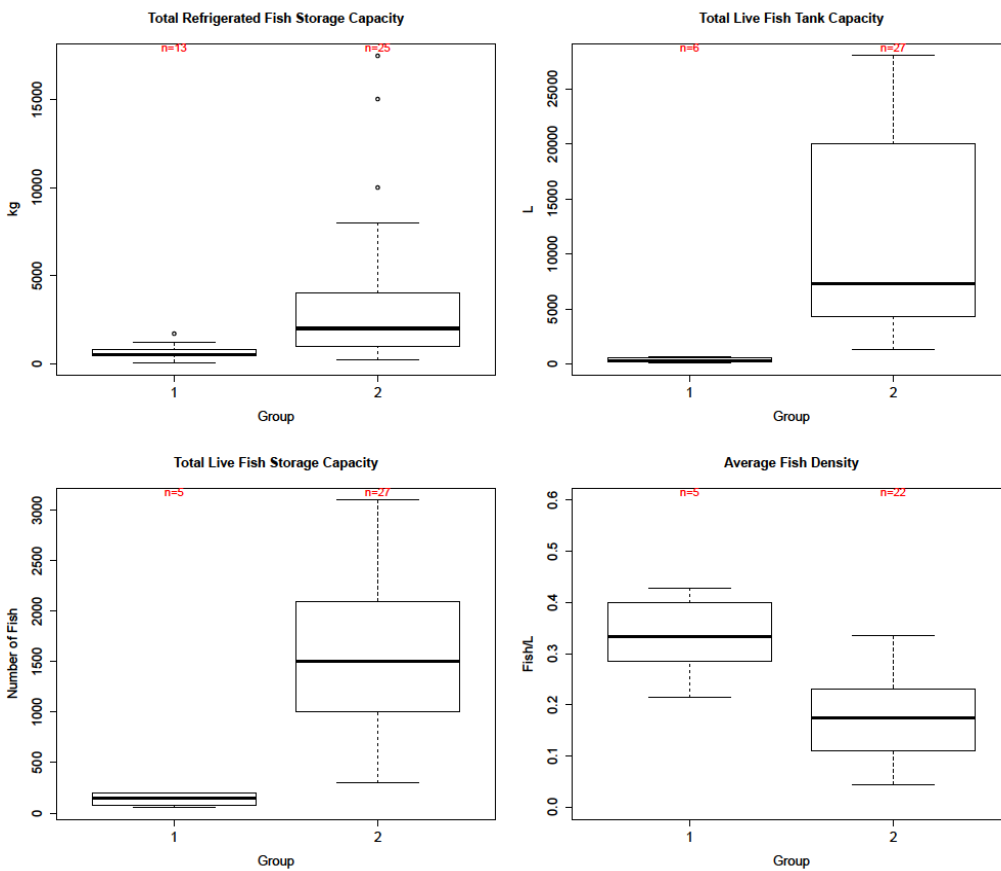 Total Refrigerated Fish Storage Capacity
n=13 n=25
15000
10000
5000
0
kg
1 2
Group
Total Live Fish Tank Capacity
n=6 n=27
25000
20000
15000
10000
5000
0
L
1 2
Group
Total Live Fish Storage Capacity
n=5 n=27
3000
2500
2000
1500
1000
500
0
Number of Fish
1 2
Group
Average Fish Density
n=5 n=22
0.6
0.5
0.4
0.3
0.2
0.1
0.0
Fish/L
1 2
Group